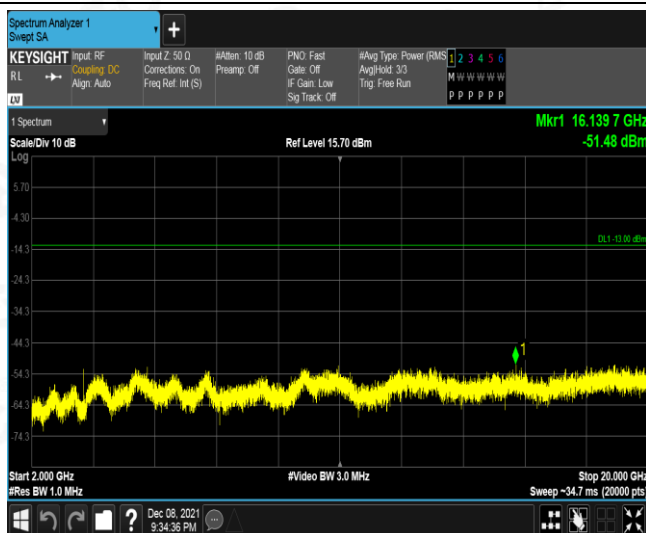 Spectrum Analyzer 1
Swept SA
+
KEYSIGHT Input: RF Input Z: 50 Ω #Atten: 10 dB PNO: Fast #Avg Type: Power (RMS 1 2 3 4 5 6
RL Coupling: DC Corrections: On Preamp: Off Gate: Off Avg|Hold: 3/3 M W W W W W
Align: Auto Freq Ref: Int (S) IF Gain: Low Trig: Free Run
LXI Sig Track: Off P P P P P P
1 Spectrum Mkr1 16.139 7 GHz
Scale/Div 10 dB Ref Level 15.70 dBm -51.48 dBm
Log
5.70
-4.30
DL1 -13.00 dBm
-14.3
-24.3
-34.3
-44.3
1
-54.3
-64.3
-74.3
Start 2.000 GHz #Video BW 3.0 MHz Stop 20.000 GHz
#Res BW 1.0 MHz Sweep ~34.7 ms (20000 pts)
? Dec 08, 2021
9:34:36 PM